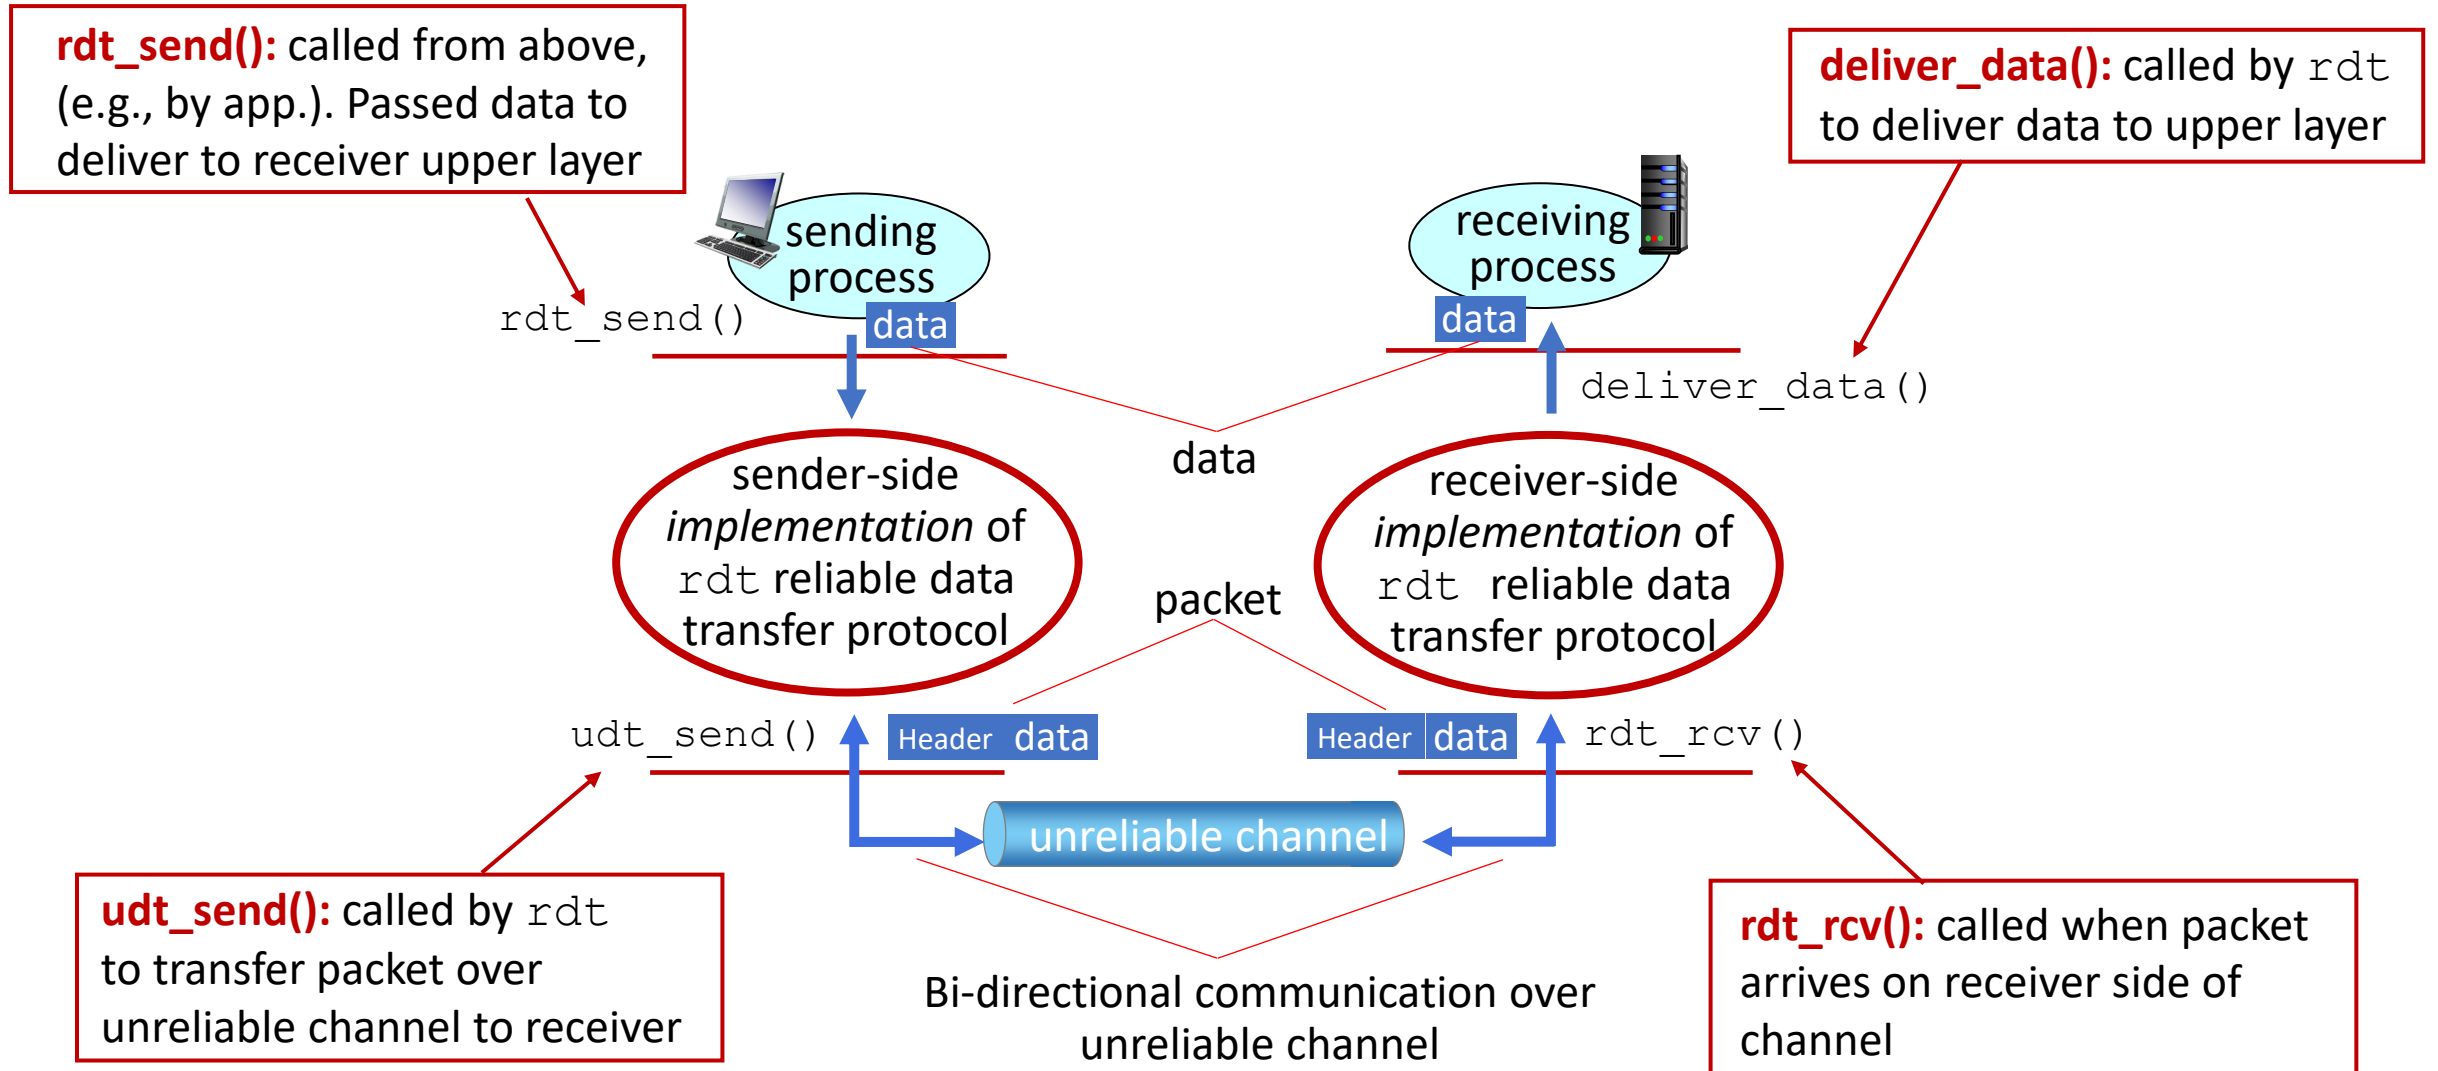 rdt_send(): called from above,
(e.g., by app.). Passed data to
deliver to receiver upper layer
deliver_data(): called by rdt
to deliver data to upper layer
sending
process
receiving
process
rdt_send()
data
data
deliver_data()
data
sender-side
implementation of
rdt reliable data
transfer protocol
receiver-side
implementation of
rdt reliable data
transfer protocol
packet
udt_send()
Header data
Header data
rdt_rcv()
unreliable channel
udt_send(): called by rdt
to transfer packet over
unreliable channel to receiver
Bi-directional communication over
unreliable channel
rdt_rcv(): called when packet
arrives on receiver side of
channel